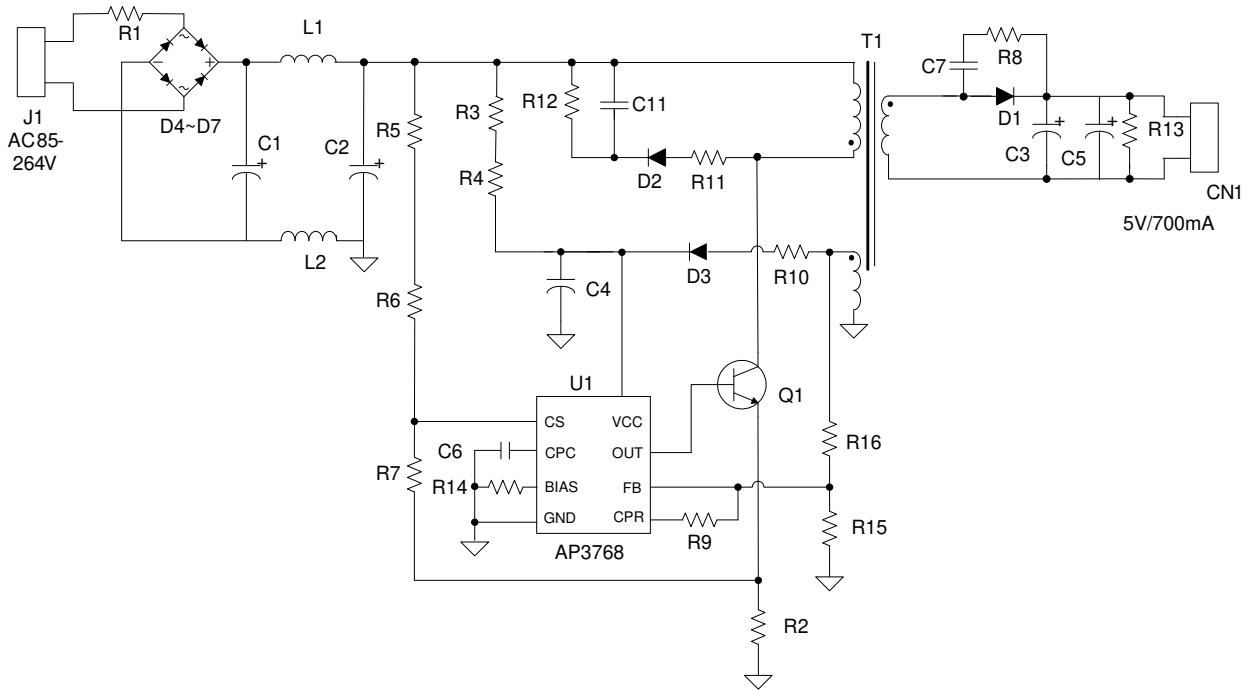 R1
L1
T1
R8
C7
J1
AC85-
264V
D4~D7
C1
C2
R5
R3
R12
C11
R4
D2
R11
D1
C3
C5
R13
CN1
5V/700mA
L2
R6
C4
D3
R10
U1
Q1
CS
VCC
C6
CPC
OUT
R16
R7
R14
BIAS
FB
GND
CPR
R9
R15
AP3768
R2